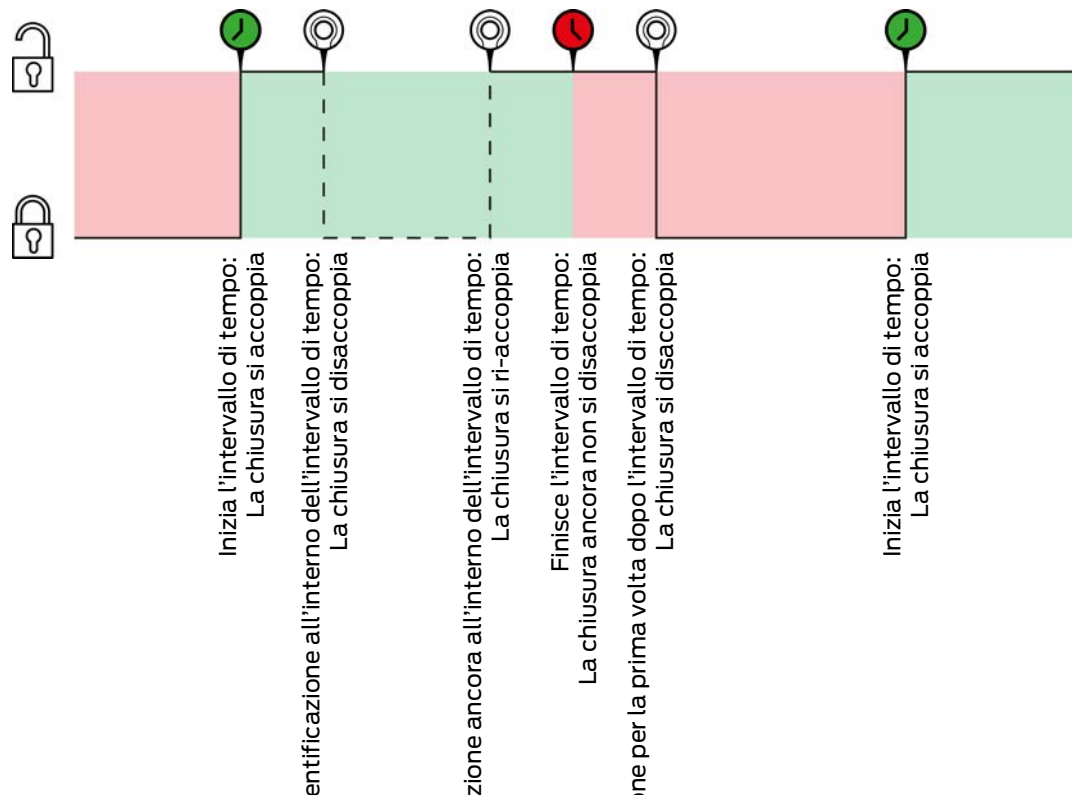 Inizia l'intervallo di tempo:
La chiusura si accoppia
entificazione all'interno dell'intervallo di tempo:
La chiusura si disaccoppia
zione ancora all'interno dell'intervallo di tempo:
La chiusura si ri-accoppia
Finisce l'intervallo di tempo:
La chiusura ancora non si disaccoppia
one per la prima volta dopo l'intervallo di tempo:
La chiusura si disaccoppia
Inizia l'intervallo di tempo:
La chiusura si accoppia